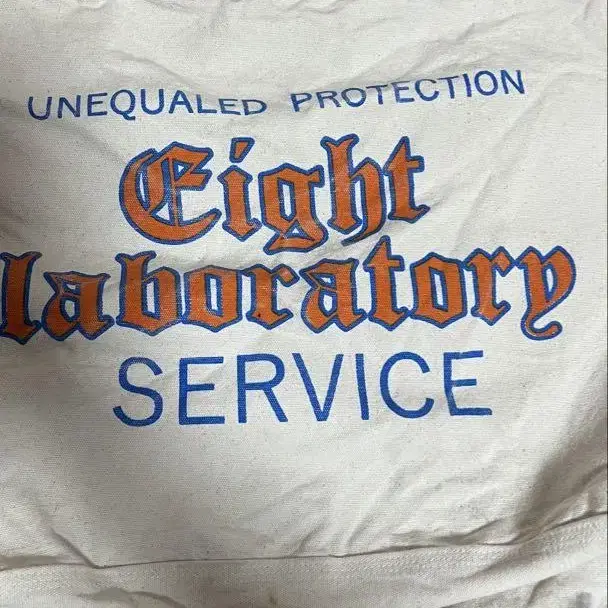 UNEQUALED PROTECTION
Eight
laboratory
SERVICE